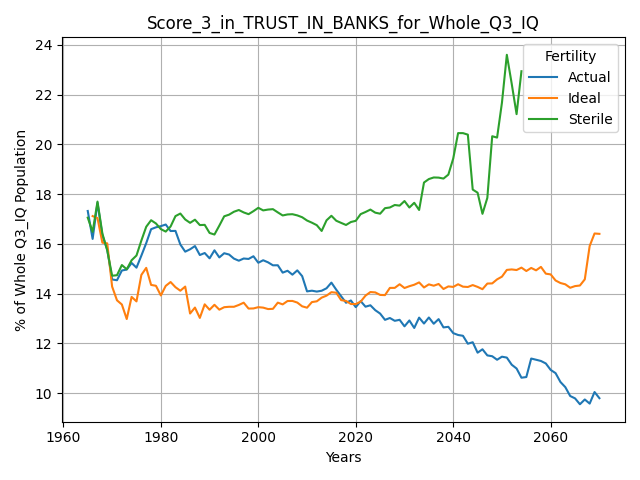 Score_3_in_TRUST_IN_BANKS_for_Whole_Q3_IQ
Fertility
Actual
Ideal
Sterile
% of Whole Q3_IQ Population
24
22
20
18
16
14
12
10
1960
1980
2000
2020
2040
2060
Years